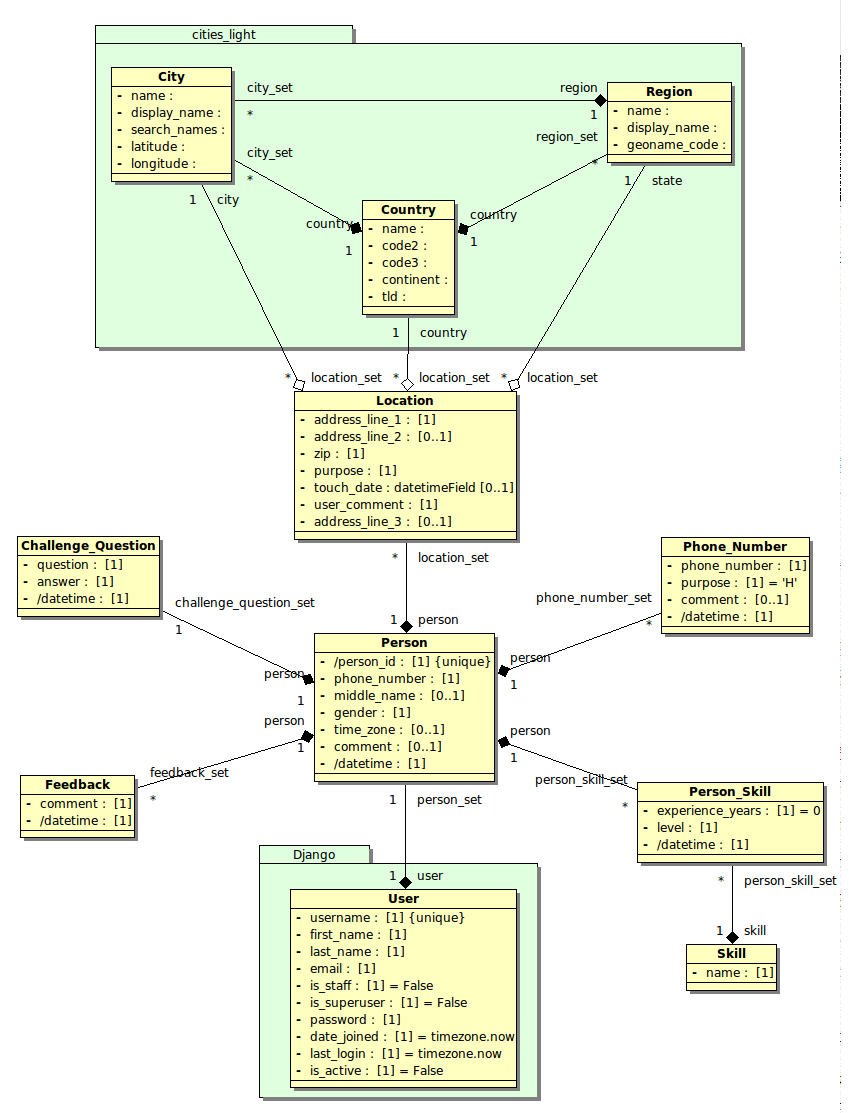 cities_light
City
- name :
- display_name :
- search_names :
- latitude :
- longitude :
city_set
*
region
1
Region
- name :
- display_name :
- geoname_code :
city_set
*
region_set
*
1 city
1 state
Country
- name :
- code2 :
- code3 :
- continent :
- tld :
country
1
country
1
1 country
* location_set
* location_set
* location_set
Location
- address_line_1 : [1]
- address_line_2 : [0..1]
- zip : [1]
- purpose : [1]
- touch_date : datetimeField [0..1]
- user_comment : [1]
- address_line_3 : [0..1]
* location_set
1 person
Challenge_Question
- question : [1]
- answer : [1]
- /datetime : [1]
challenge_question_set
1
person
1
Phone_Number
- phone_number : [1]
- purpose : [1] = 'H'
- comment : [0..1]
- /datetime : [1]
phone_number_set
*
person
1
Person
- /person_id : [1] {unique}
- phone_number : [1]
- middle_name : [0..1]
- gender : [1]
- time_zone : [0..1]
- comment : [0..1]
- /datetime : [1]
person
1
feedback_set
*
Feedback
- comment : [1]
- /datetime : [1]
person
1
person_skill_set
*
Person_Skill
- experience_years : [1] = 0
- level : [1]
- /datetime : [1]
* person_skill_set
1 skill
Skill
- name : [1]
1 person_set
Django
1 user
User
- username : [1] {unique}
- first_name : [1]
- last_name : [1]
- email : [1]
- is_staff : [1] = False
- is_superuser : [1] = False
- password : [1]
- date_joined : [1] = timezone.now
- last_login : [1] = timezone.now
- is_active : [1] = False